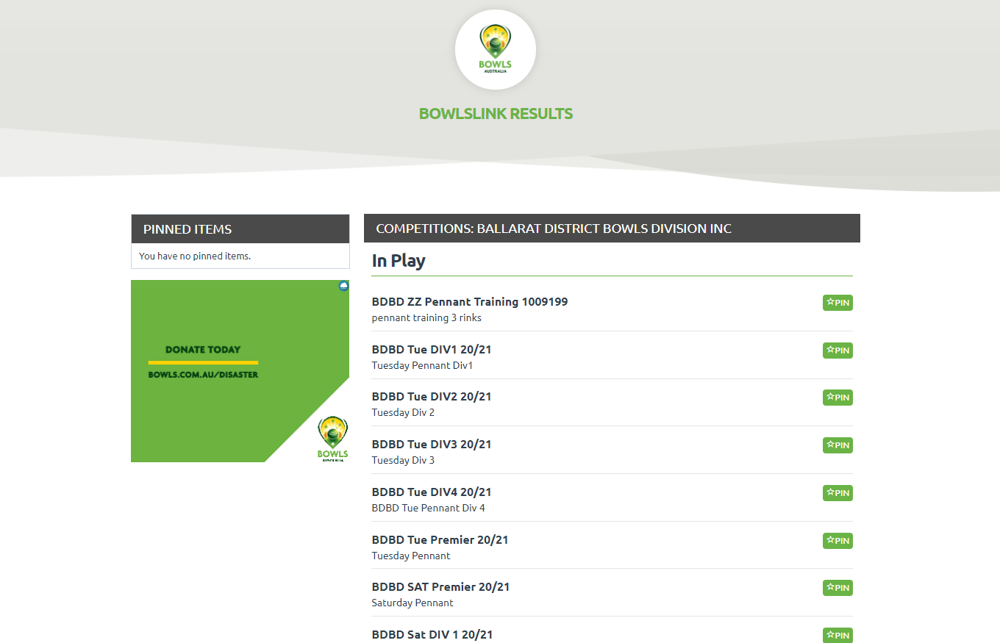 BOWLS
AUSTRALIA
BOWLSLINK RESULTS
PINNED ITEMS
You have no pinned items.
DONATE TODAY
BOWLS.COM.AU/DISASTER
BOWLS
COMPETITIONS: BALLARAT DISTRICT BOWLS DIVISION INC
In Play
BDBD ZZ Pennant Training 1009199
PIN
pennant training 3 rinks
BDBD Tue DIV1 20/21
PIN
Tuesday Pennant Div1
BDBD Tue DIV2 20/21
PIN
Tuesday Div 2
BDBD Tue DIV3 20/21
PIN
Tuesday Div 3
BDBD Tue DIV4 20/21
PIN
BDBD Tue Pennant Div 4
BDBD Tue Premier 20/21
PIN
Tuesday Pennant
BDBD SAT Premier 20/21
PIN
Saturday Pennant
BDBD Sat DIV 1 20/21
PIN